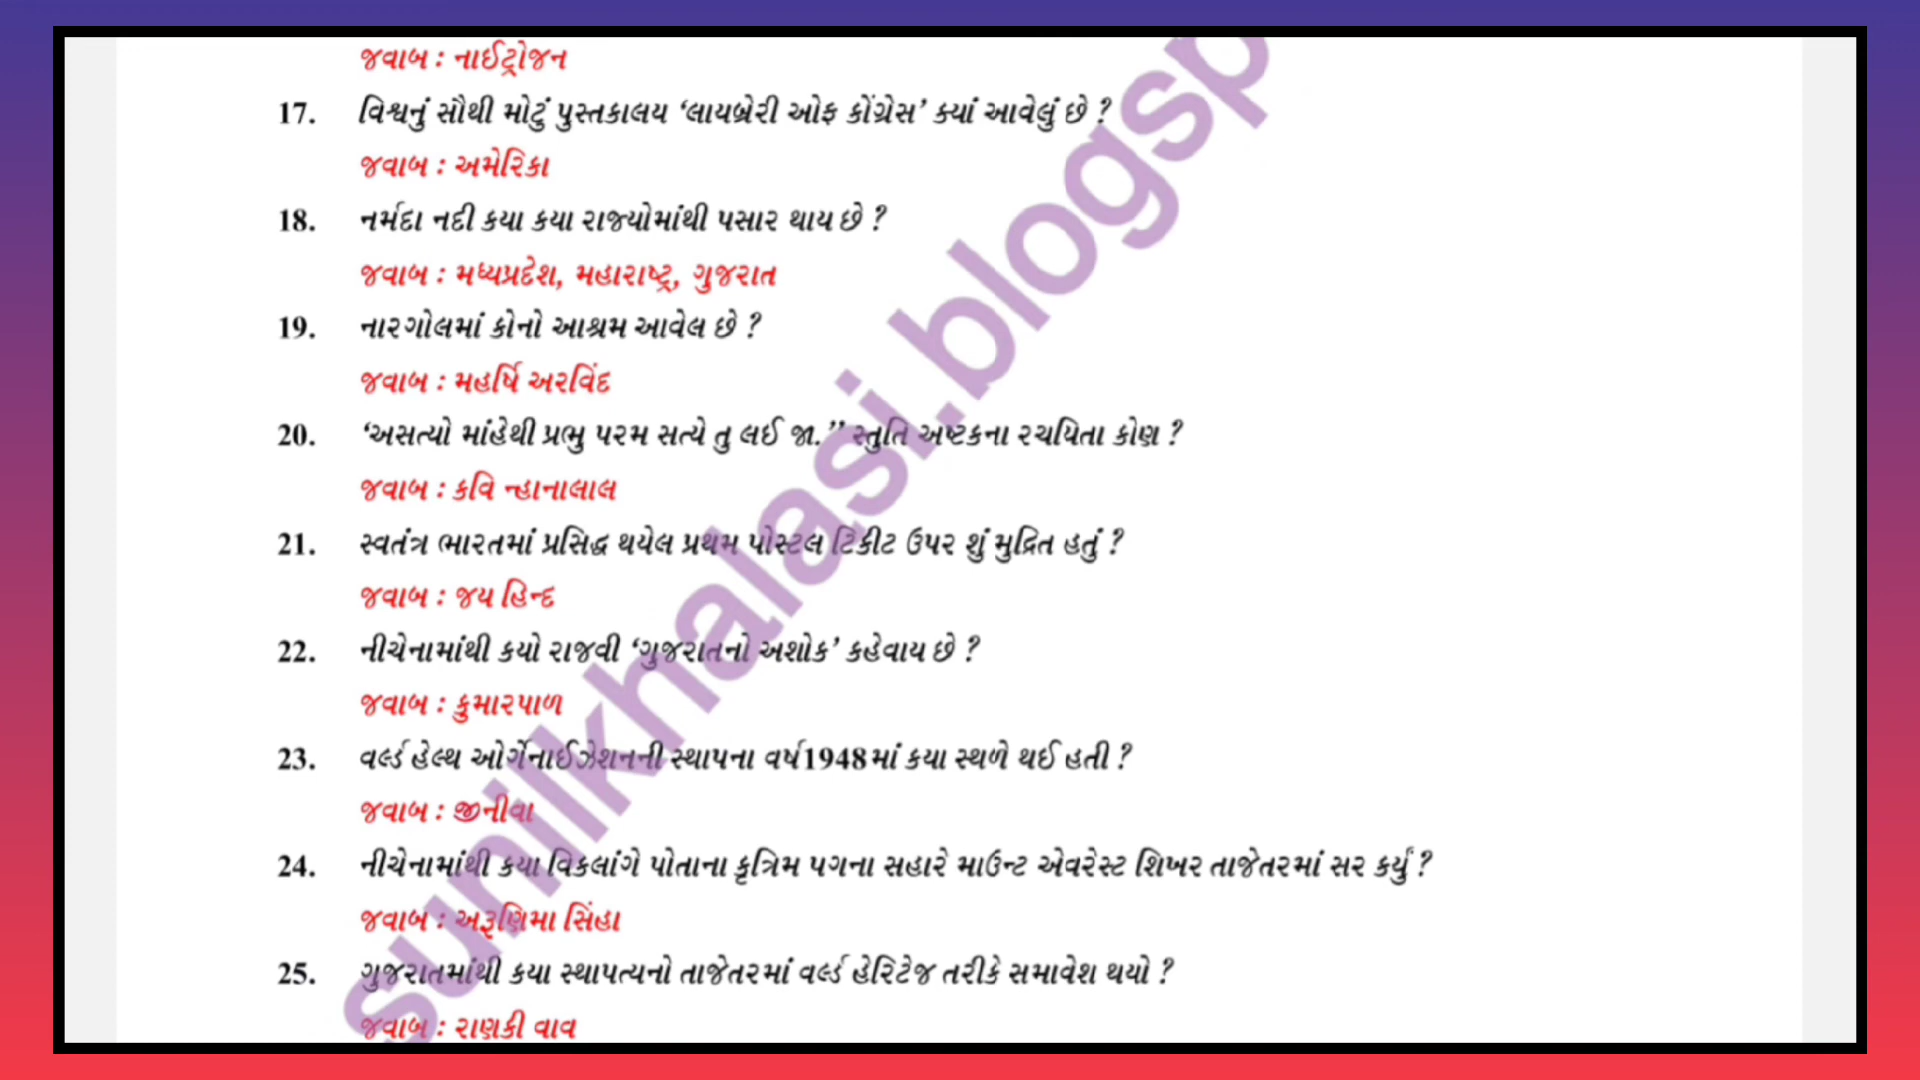 જવાબ : નાઈટ્રોજન
17. વિશ્વનું સૌથી મોટું પુસ્તકાલય ‘લાયબ્રેરી ઓફ કોંગ્રેસ’ ક્યાં આવેલું છે ?
જવાબ : અમેરિકા
18. નર્મદા નદી કયા કયા રાજ્યોમાંથી પસાર થાય છે ?
જવાબ : મધ્યપ્રદેશ, મહારાષ્ટ્ર, ગુજરાત
19. નારગોલમાં કોનો આશ્રમ આવેલ છે ?
જવાબ : મહર્ષિ અરવિંદ
20. ‘અસત્યો માંહેથી પ્રભુ પરમ સત્યે તુ લઈ જા.’’ સ્તુતિ અષ્ટકના રચયિતા કોણ ?
જવાબ : કવિ ન્હાનાલાલ
21. સ્વતંત્ર ભારતમાં પ્રસિદ્ધ થયેલ પ્રથમ પોસ્ટલ ટિકીટ ઉપર શું મુદ્રિત હતું ?
જવાબ : જય હિન્દ
22. નીચેનામાંથી કયો રાજવી ‘ગુજરાતનો અશોક’ કહેવાય છે ?
જવાબ : કુમારપાળ
23. વર્લ્ડ હેલ્થ ઓર્ગેનાઈઝેશનની સ્થાપના વર્ષ1948માં કયા સ્થળે થઈ હતી ?
જવાબ : જીનીવા
24. નીચેનામાંથી કયા વિકલાંગે પોતાના કૃત્રિમ પગના સહારે માઉન્ટ એવરેસ્ટ શિખર તાજેતરમાં સર કર્યું ?
જવાબ : અરૂણિમા સિંહા
25. ગુજરાતમાંથી કયા સ્થાપત્યનો તાજેતરમાં વર્લ્ડ હેરિટેજ તરીકે સમાવેશ થયો ?
જવાબ : રાણકી વાવ
sunilkhalasi.blogsp